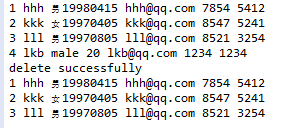 1 hhh 男19980415 hhh@qq.com 7854 5412
2 kkk 女19970405 kkk@qq.com 8547 5241
3 lll 男19970805 lll@qq.com 8521 3254
4 lkb male 20 lkb@qq.com 1234 1234
delete successfully
1 hhh 男19980415 hhh@qq.com 7854 5412
2 kkk 女19970405 kkk@qq.com 8547 5241
3 lll 男19970805 lll@qq.com 8521 3254